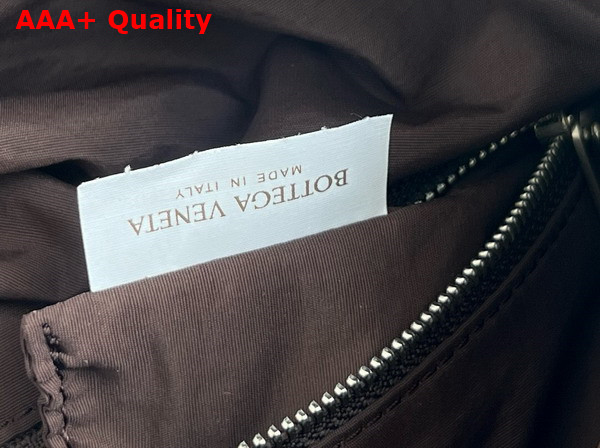 AAA+ Quality
BOTTEGA VENETA
MADE IN ITALY